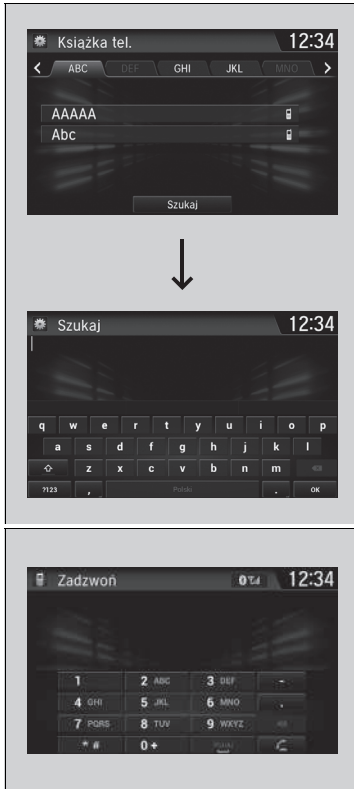 Książka tel. 12:34
ABC DEF GHI JKL MNO
AAAAA
Abc
Szukaj
Szukaj 12:34
q w e r t y u i o p
a s d f g h j k l
z x c v b n m
?123 , Polski . OK
Zadzwoń 12:34
1 2 ABC 3 DEF -
4 GHI 5 JKL 6 MNO .
7 PQRS 8 TUV 9 WXYZ
* # 0 +